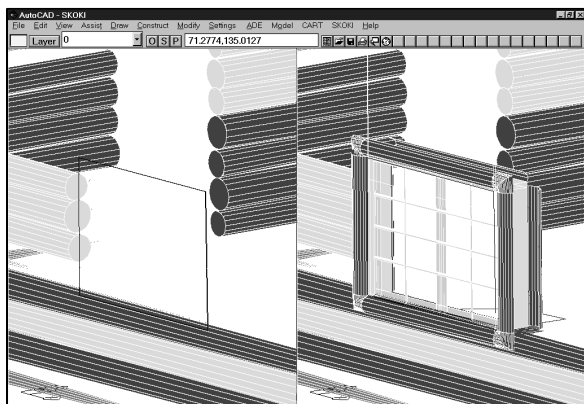 AutoCAD - SKOKI
File Edit View Assist Draw Construct Modify Settings ADE Model CART SKOKI Help
Layer 0 O S P 71.2774,135.0127